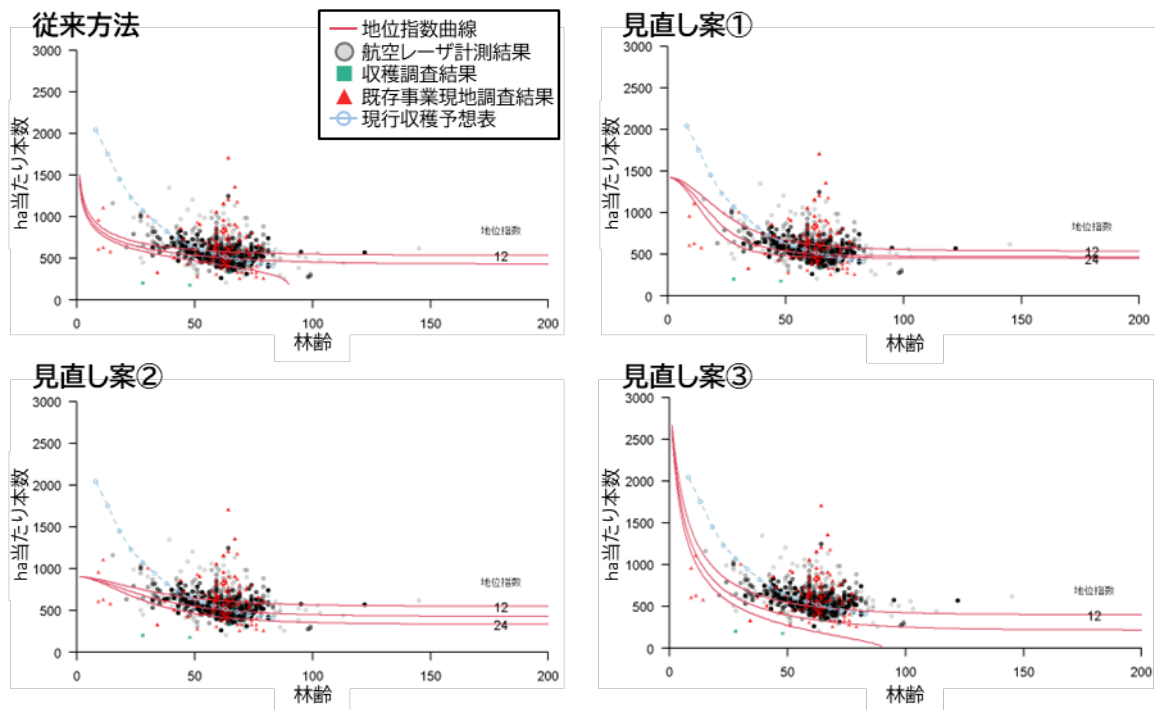 従来方法
地位指数曲線
航空レーザ計測結果
収穫調査結果
既存事業現地調査結果
現行収穫予想表
3000
2500
2000
1500
1000
500
0
ha当たり本数
地位指数
12
0 50 100 150 200
林齢
見直し案①
3000
2500
2000
1500
1000
500
0
ha当たり本数
地位指数
12
24
0 50 100 150 200
林齢
見直し案②
3000
2500
2000
1500
1000
500
0
ha当たり本数
地位指数
12
24
0 50 100 150 200
林齢
見直し案③
3000
2500
2000
1500
1000
500
0
ha当たり本数
地位指数
12
0 50 100 150 200
林齢